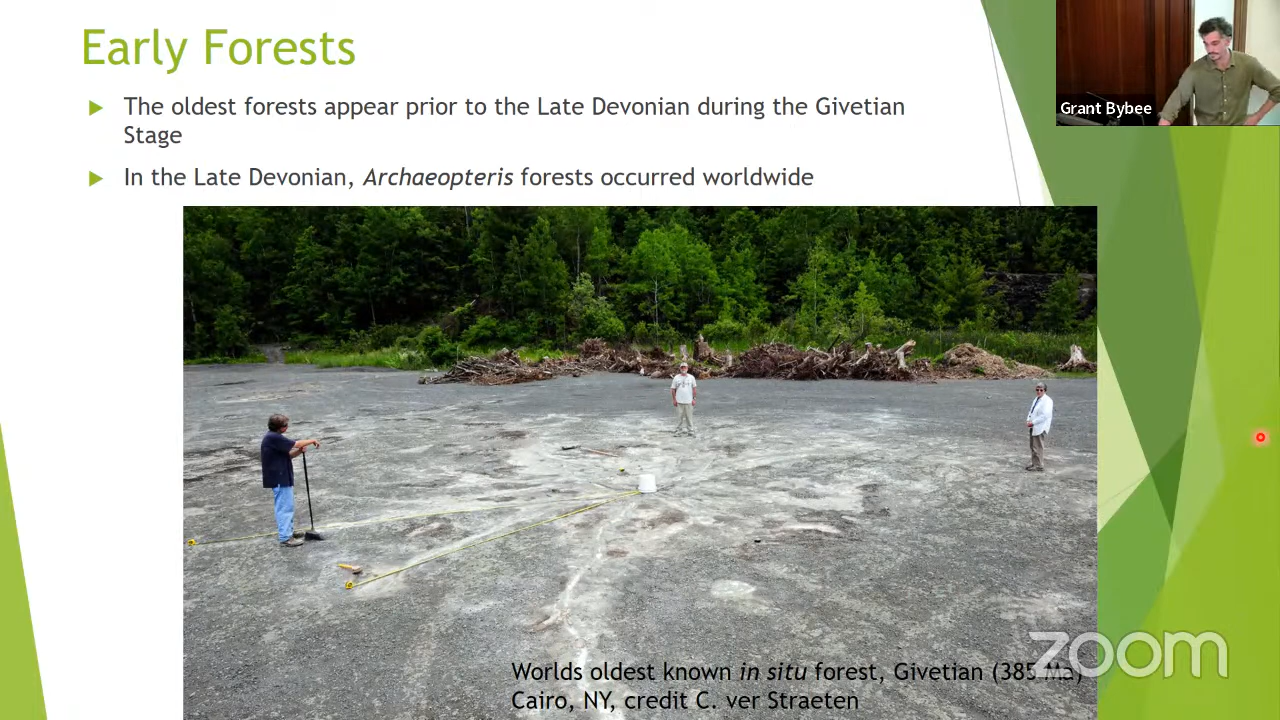 Early Forests
Grant Bybee
The oldest forests appear prior to the Late Devonian during the Givetian
Stage
In the Late Devonian, Archaeopteris forests occurred worldwide
Worlds oldest known in situ forest, Givetian (385 Ma)
Cairo, NY, credit C. ver Straeten
zoom